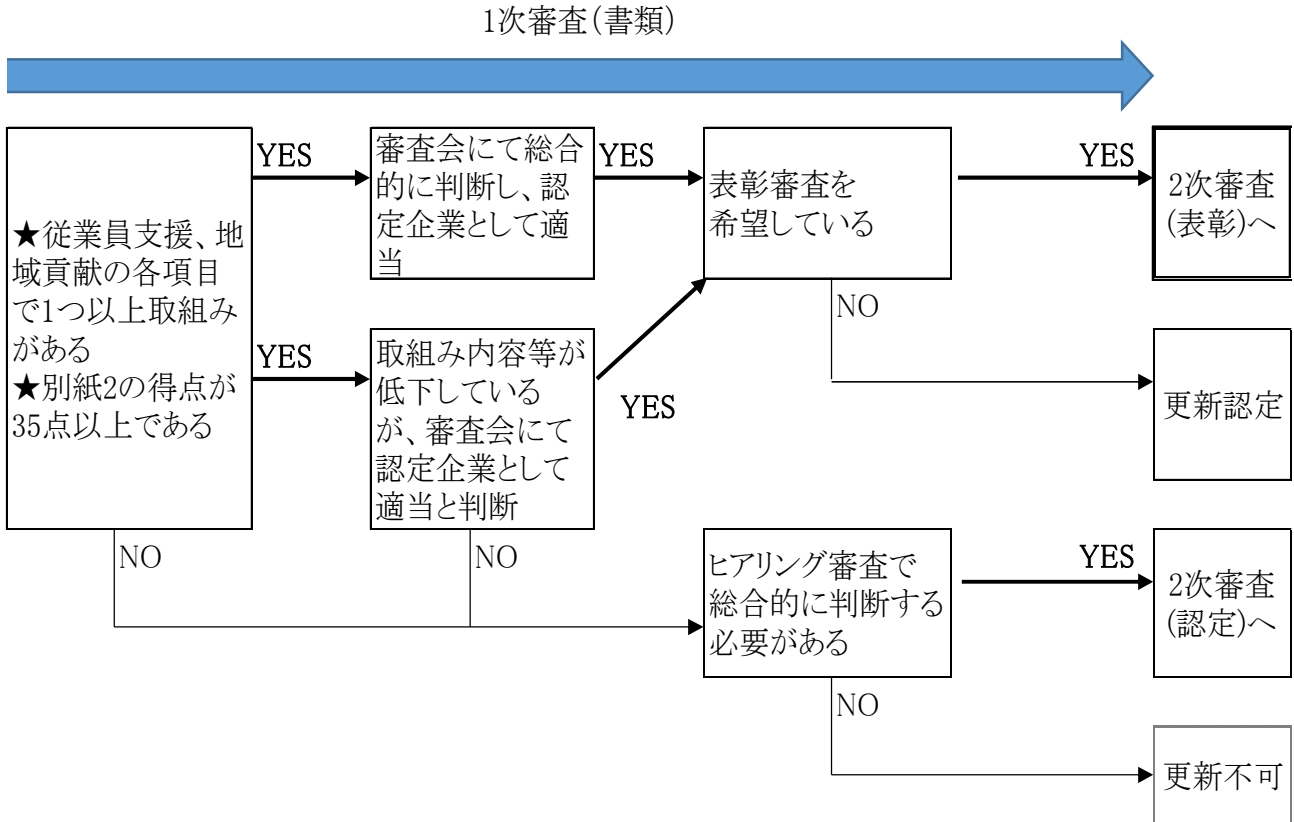 1次審査(書類)
★従業員支援、地
域貢献の各項目
で1つ以上取組み
がある
★別紙2の得点が
35点以上である
YES
YES
NO
審査会にて総合
的に判断し、認
定企業として適
当
YES
取組み内容等が
低下している
が、審査会にて
認定企業として
適当と判断
YES
NO
表彰審査を
希望している
YES
NO
2次審査
(表彰)へ
更新認定
ヒアリング審査で
総合的に判断する
必要がある
YES
NO
2次審査
(認定)へ
更新不可